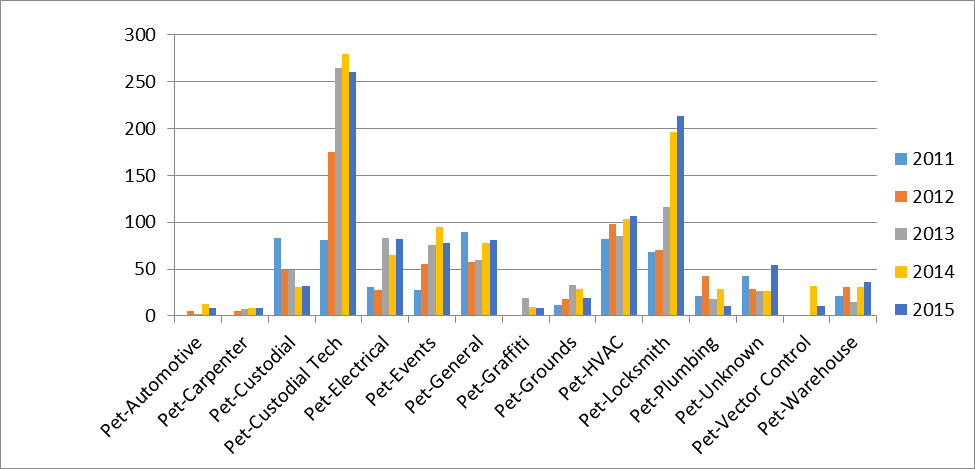 300
250
200
150
100
50
0
Pet-Automotive
Pet-Carpenter
Pet-Custodial
Pet-Custodial Tech
Pet-Electrical
Pet-Events
Pet-General
Pet-Graffiti
Pet-Grounds
Pet-HVAC
Pet-Locksmith
Pet-Plumbing
Pet-Unknown
Pet-Vector Control
Pet-Warehouse
2011
2012
2013
2014
2015